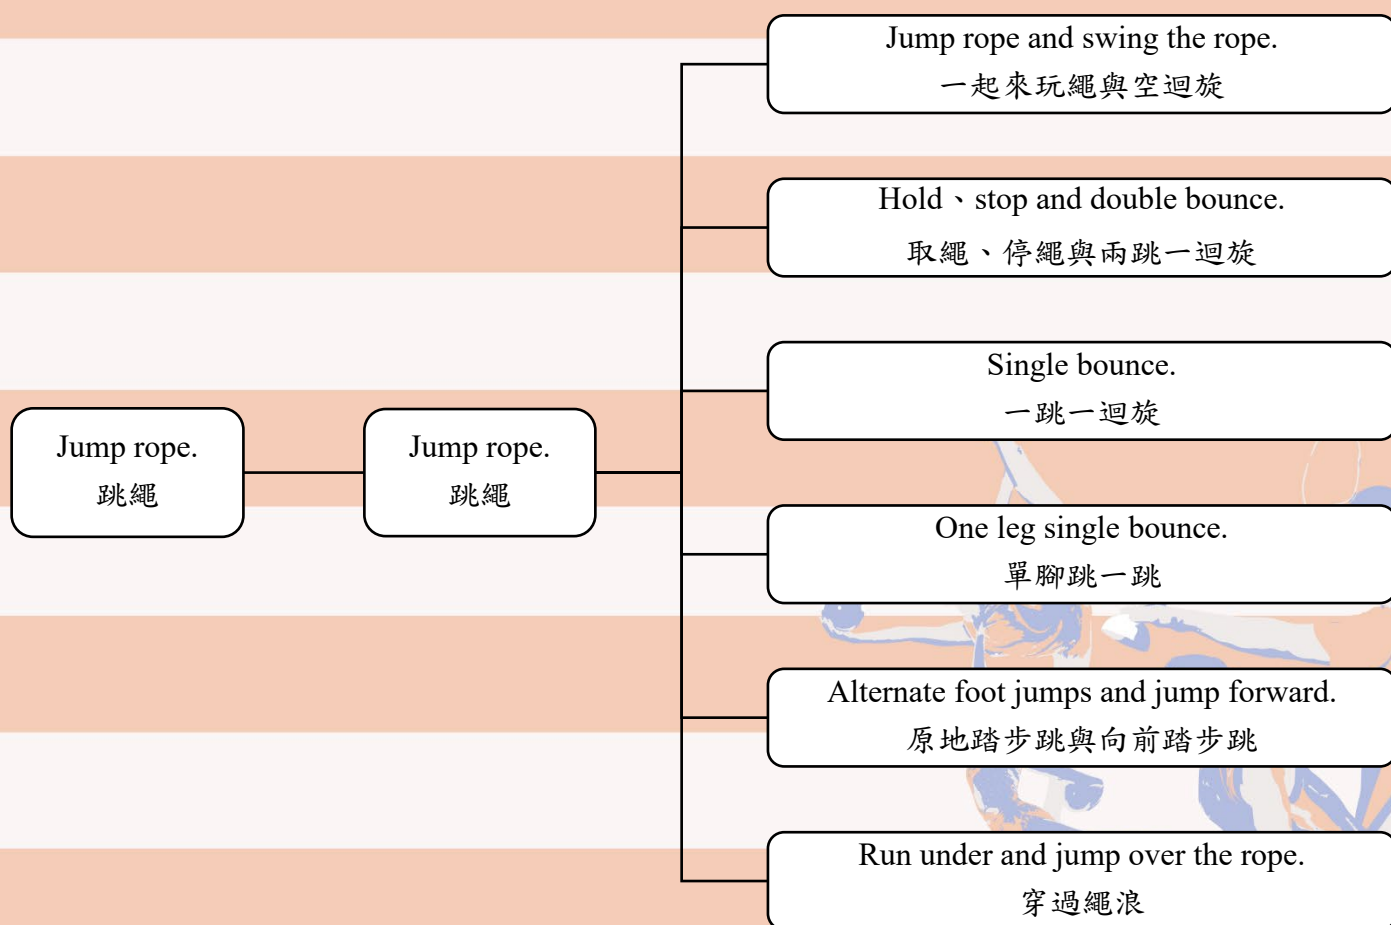 Jump rope.
跳繩
Jump rope.
跳繩
Jump rope and swing the rope.
一起來玩繩與空迴旋
Hold、stop and double bounce.
取繩、停繩與兩跳一迴旋
Single bounce.
一跳一迴旋
One leg single bounce.
單腳跳一跳
Alternate foot jumps and jump forward.
原地踏步跳與向前踏步跳
Run under and jump over the rope.
穿過繩浪